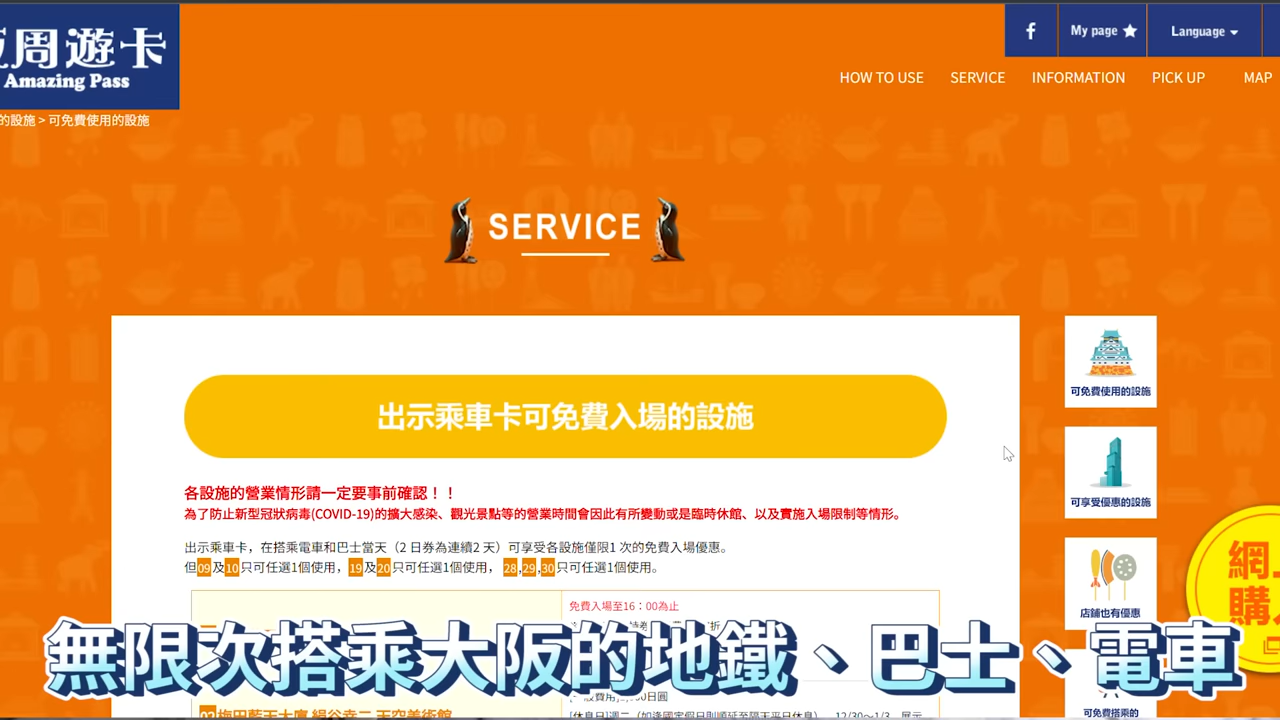 周遊卡
Amazing Pass
My page
Language
HOW TO USE
SERVICE
INFORMATION
PICK UP
MAP
的設施 > 可免費使用的設施
SERVICE
出示乘車卡可免費入場的設施
各設施的營業情形請一定要事前確認！！
為了防止新型冠狀病毒(COVID-19)的擴大感染、觀光景點等的營業時間會因此有所變動或是臨時休館、以及實施入場限制等情形。
出示乘車卡，在搭乘電車和巴士當天（2 日券為連續2 天）可享受各設施僅限1 次的免費入場優惠。
但09及10只可任選1個使用，19及20只可任選1個使用， 28,29,30只可任選1個使用。
免費入場至16：00為止
可免費使用的設施
可享受優惠的設施
店舖也有優惠
可免費搭乘的
網
購
無限次搭乘大阪的地鐵、巴士、電車